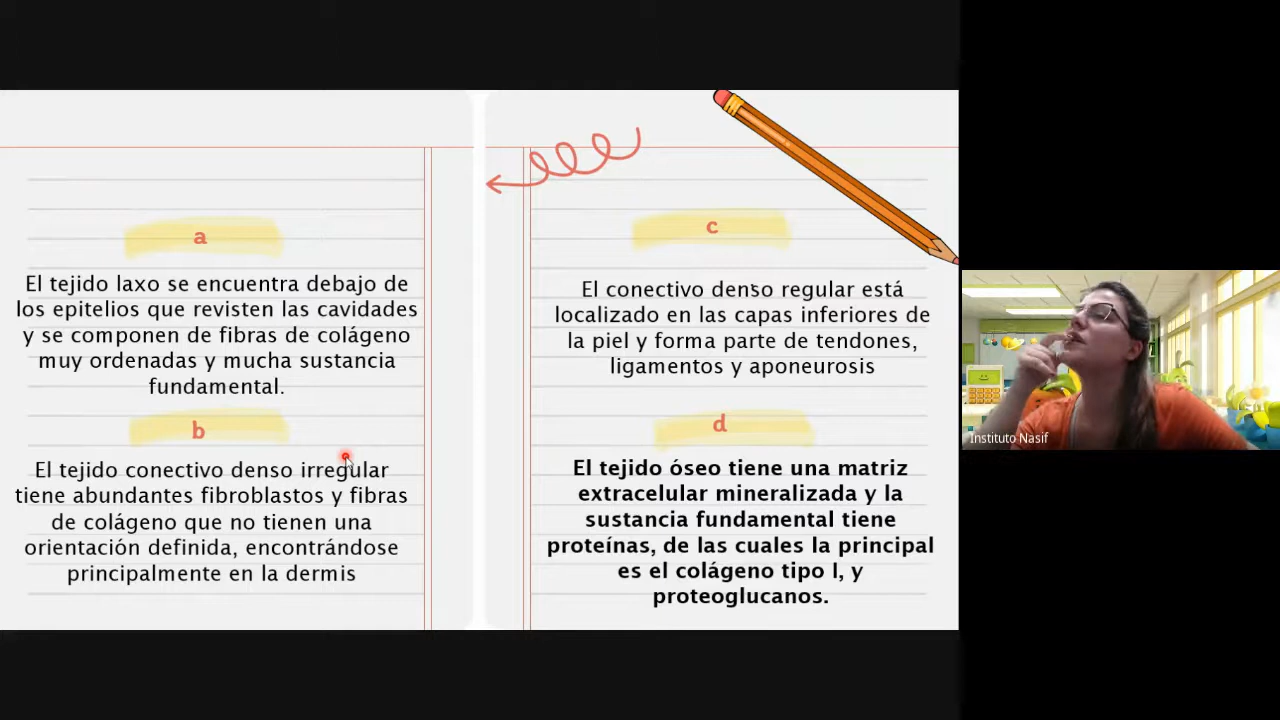 a
El tejido laxo se encuentra debajo de
los epitelios que revisten las cavidades
y se componen de fibras de colágeno
muy ordenadas y mucha sustancia
fundamental.
b
El tejido conectivo denso irregular
tiene abundantes fibroblastos y fibras
de colágeno que no tienen una
orientación definida, encontrándose
principalmente en la dermis
c
El conectivo denso regular está
localizado en las capas inferiores de
la piel y forma parte de tendones,
ligamentos y aponeurosis
d
El tejido óseo tiene una matriz
extracelular mineralizada y la
sustancia fundamental tiene
proteínas, de las cuales la principal
es el colágeno tipo I, y
proteoglucanos.
Instituto Nasif